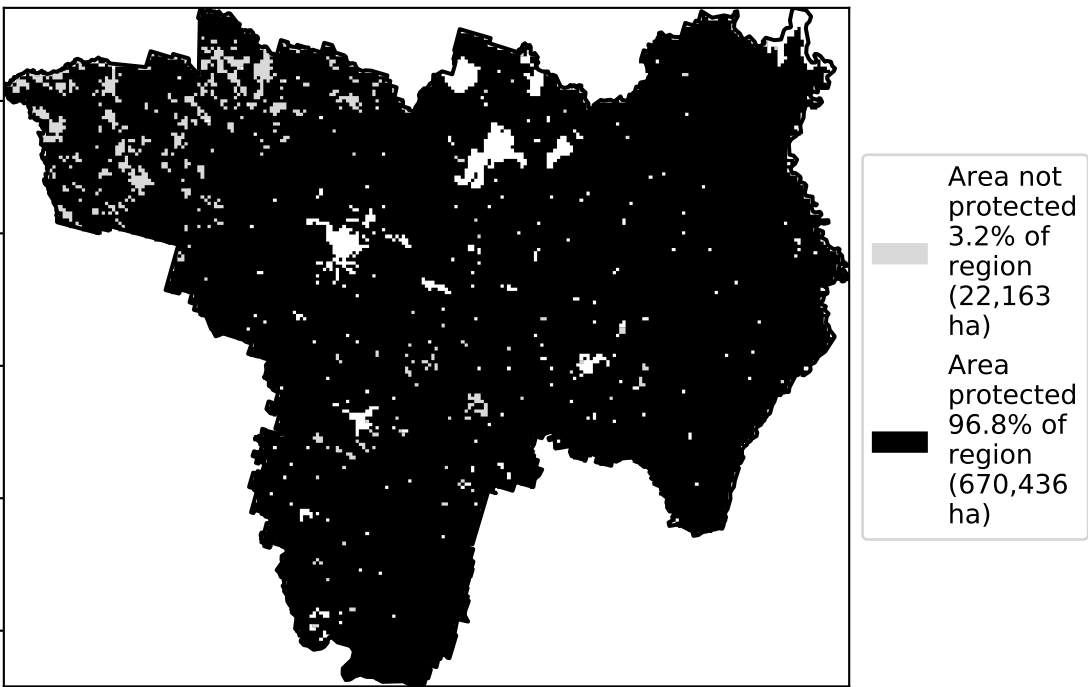 Area not
protected
3.2% of
region
(22,163
ha)
Area
protected
96.8% of
region
(670,436
ha)